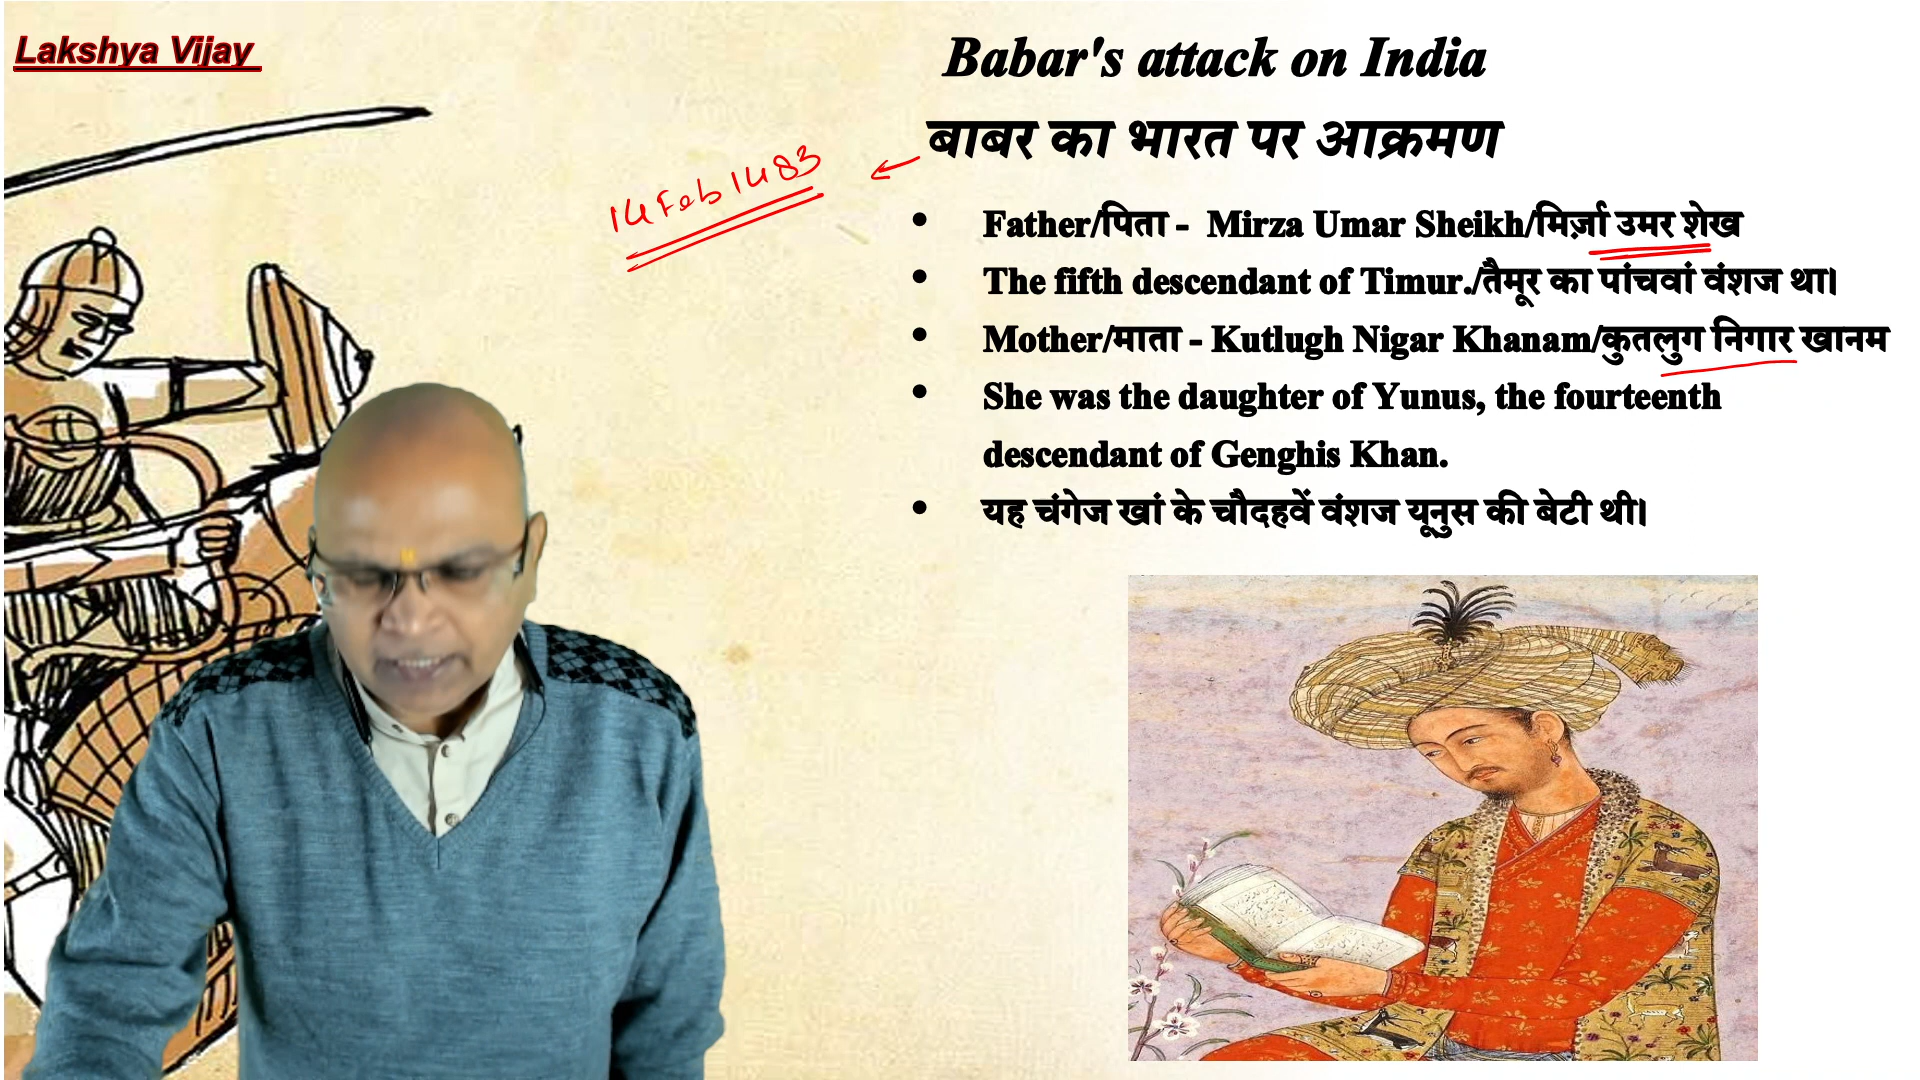 Lakshya Vijay
Babar's attack on India
बाबर का भारत पर आक्रमण
14 Feb 1483
• Father/पिता - Mirza Umar Sheikh/मिर्ज़ा उमर शेख
• The fifth descendant of Timur./तैमूर का पांचवां वंशज था।
• Mother/माता - Kutlugh Nigar Khanam/कुतलुग निगार खानम
• She was the daughter of Yunus, the fourteenth
descendant of Genghis Khan.
• यह चंगेज खां के चौदहवें वंशज यूनुस की बेटी थी।